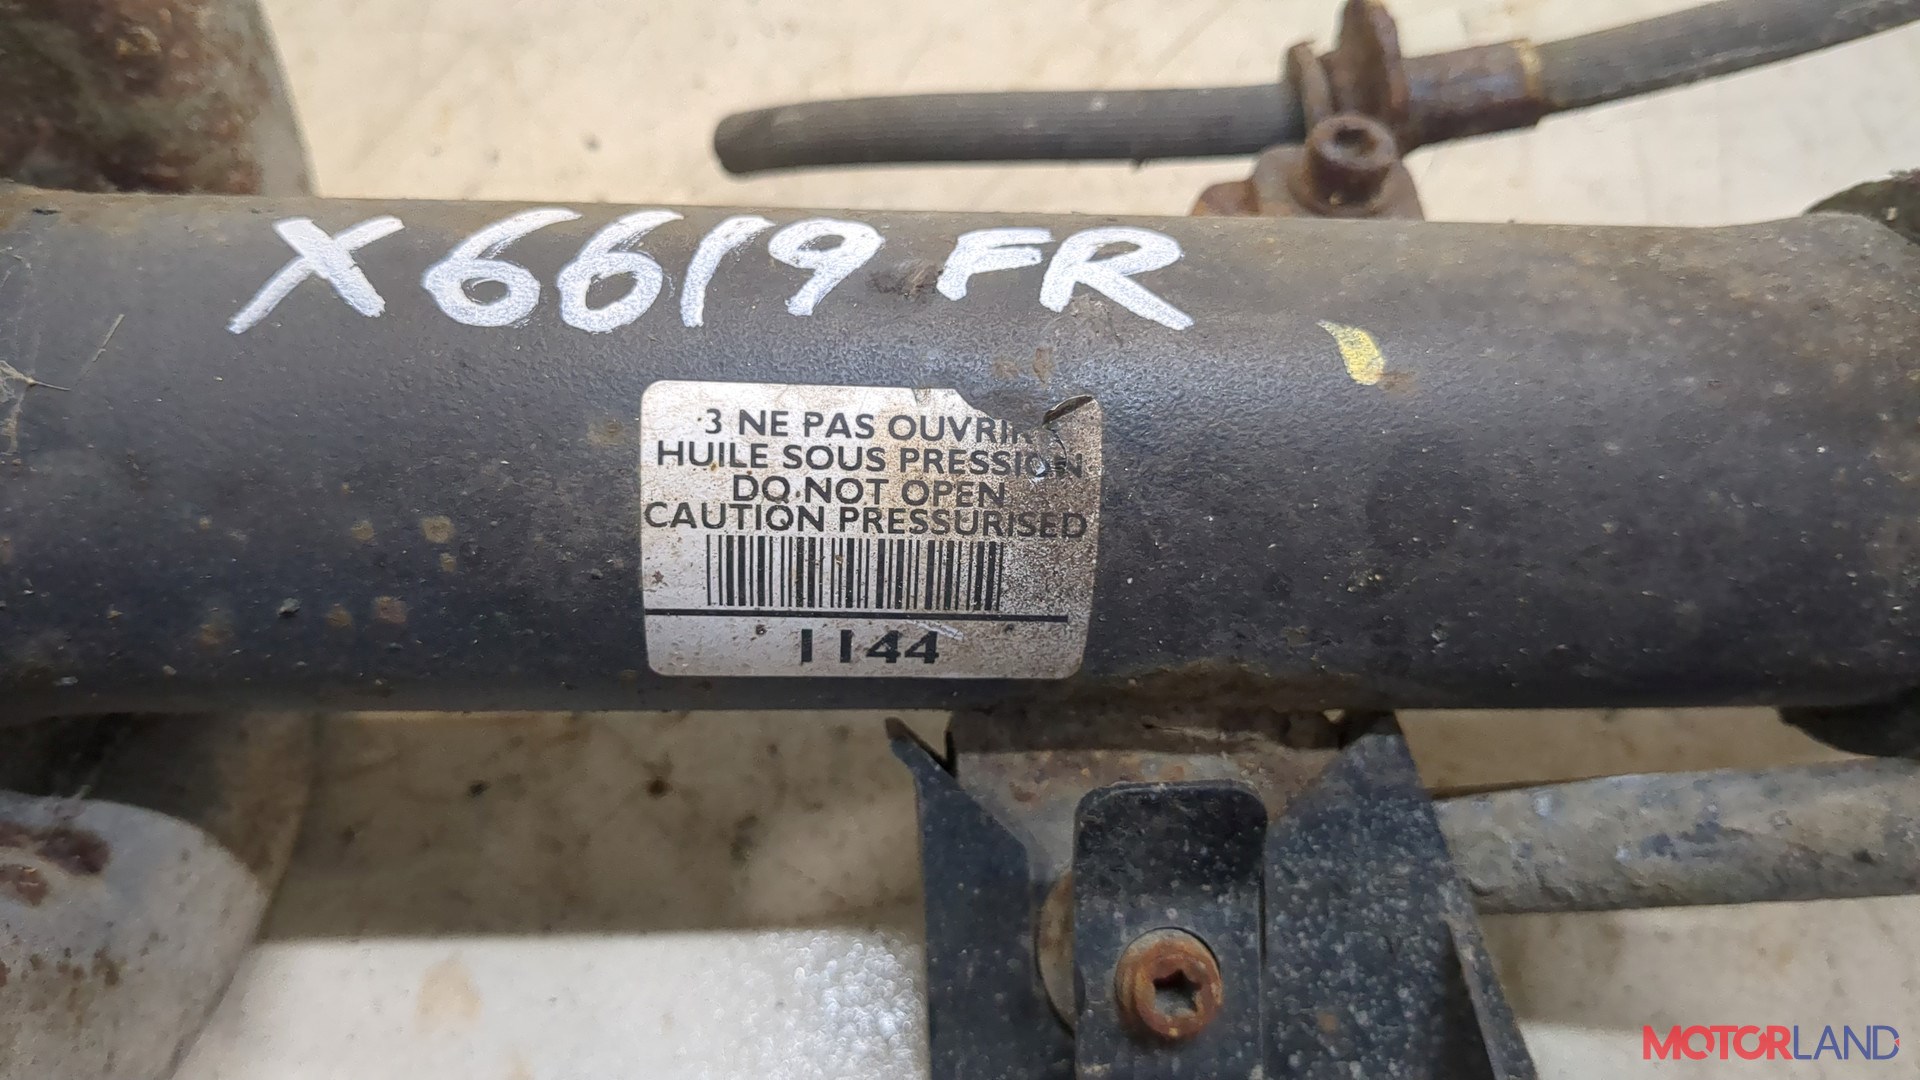 X6619 FR
3 NE PAS OUVRIR
HUILE SOUS PRESSION
DO NOT OPEN
CAUTION PRESSURISED
1144
MOTORLAND